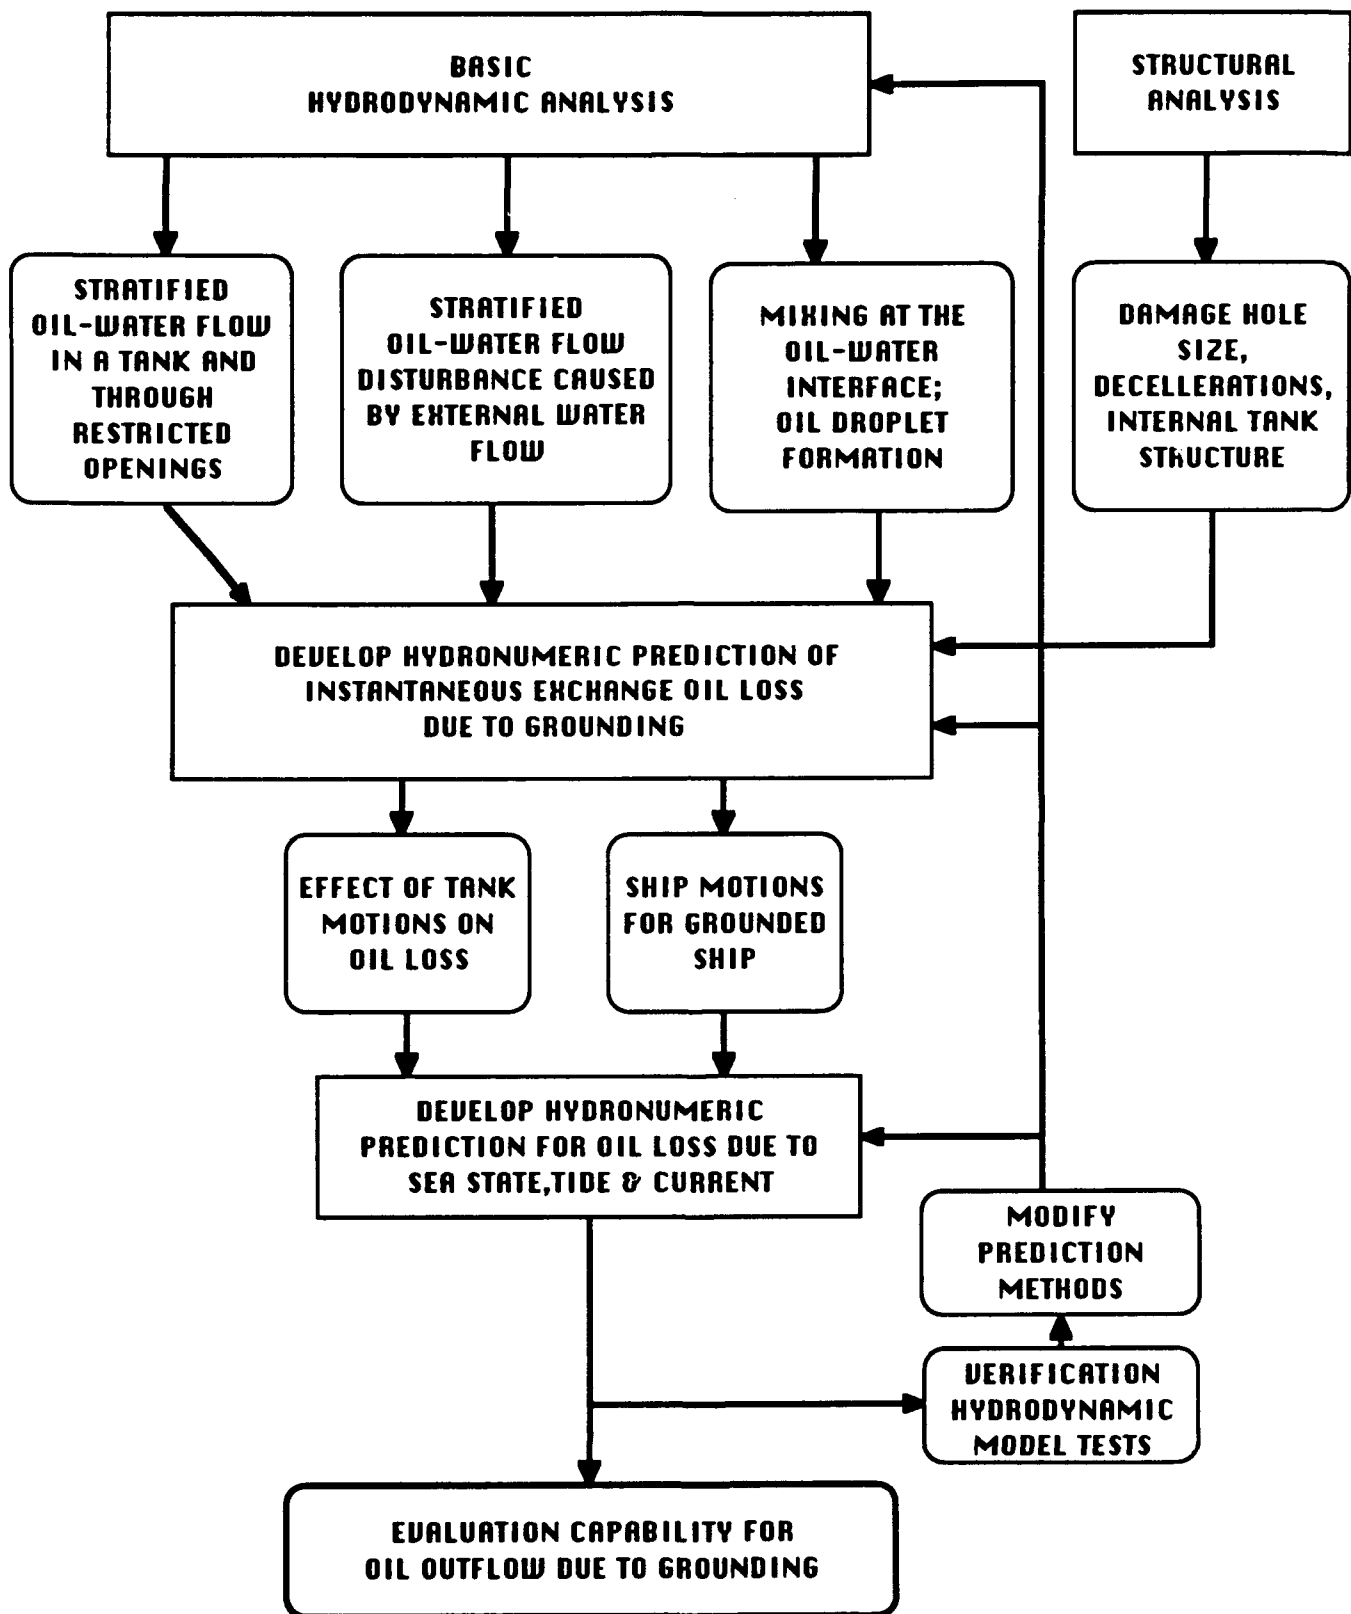 BASIC
HYDRODYNAMIC ANALYSIS
STRUCTURAL
ANALYSIS
STRATIFIED
OIL-WATER FLOW
IN A TANK AND
THROUGH
RESTRICTED
OPENINGS
STRATIFIED
OIL-WATER FLOW
DISTURBANCE CAUSED
BY EXTERNAL WATER
FLOW
MIXING AT THE
OIL-WATER
INTERFACE;
OIL DROPLET
FORMATION
DAMAGE HOLE
SIZE,
DECELLERATIONS,
INTERNAL TANK
STRUCTURE
DEVELOP HYDRONUMERIC PREDICTION OF
INSTANTANEOUS EXCHANGE OIL LOSS
DUE TO GROUNDING
EFFECT OF TANK
MOTIONS ON
OIL LOSS
SHIP MOTIONS
FOR GROUNDED
SHIP
DEVELOP HYDRONUMERIC
PREDICTION FOR OIL LOSS DUE TO
SEA STATE,TIDE & CURRENT
MODIFY
PREDICTION
METHODS
VERIFICATION
HYDRODYNAMIC
MODEL TESTS
EVALUATION CAPABILITY FOR
OIL OUTFLOW DUE TO GROUNDING